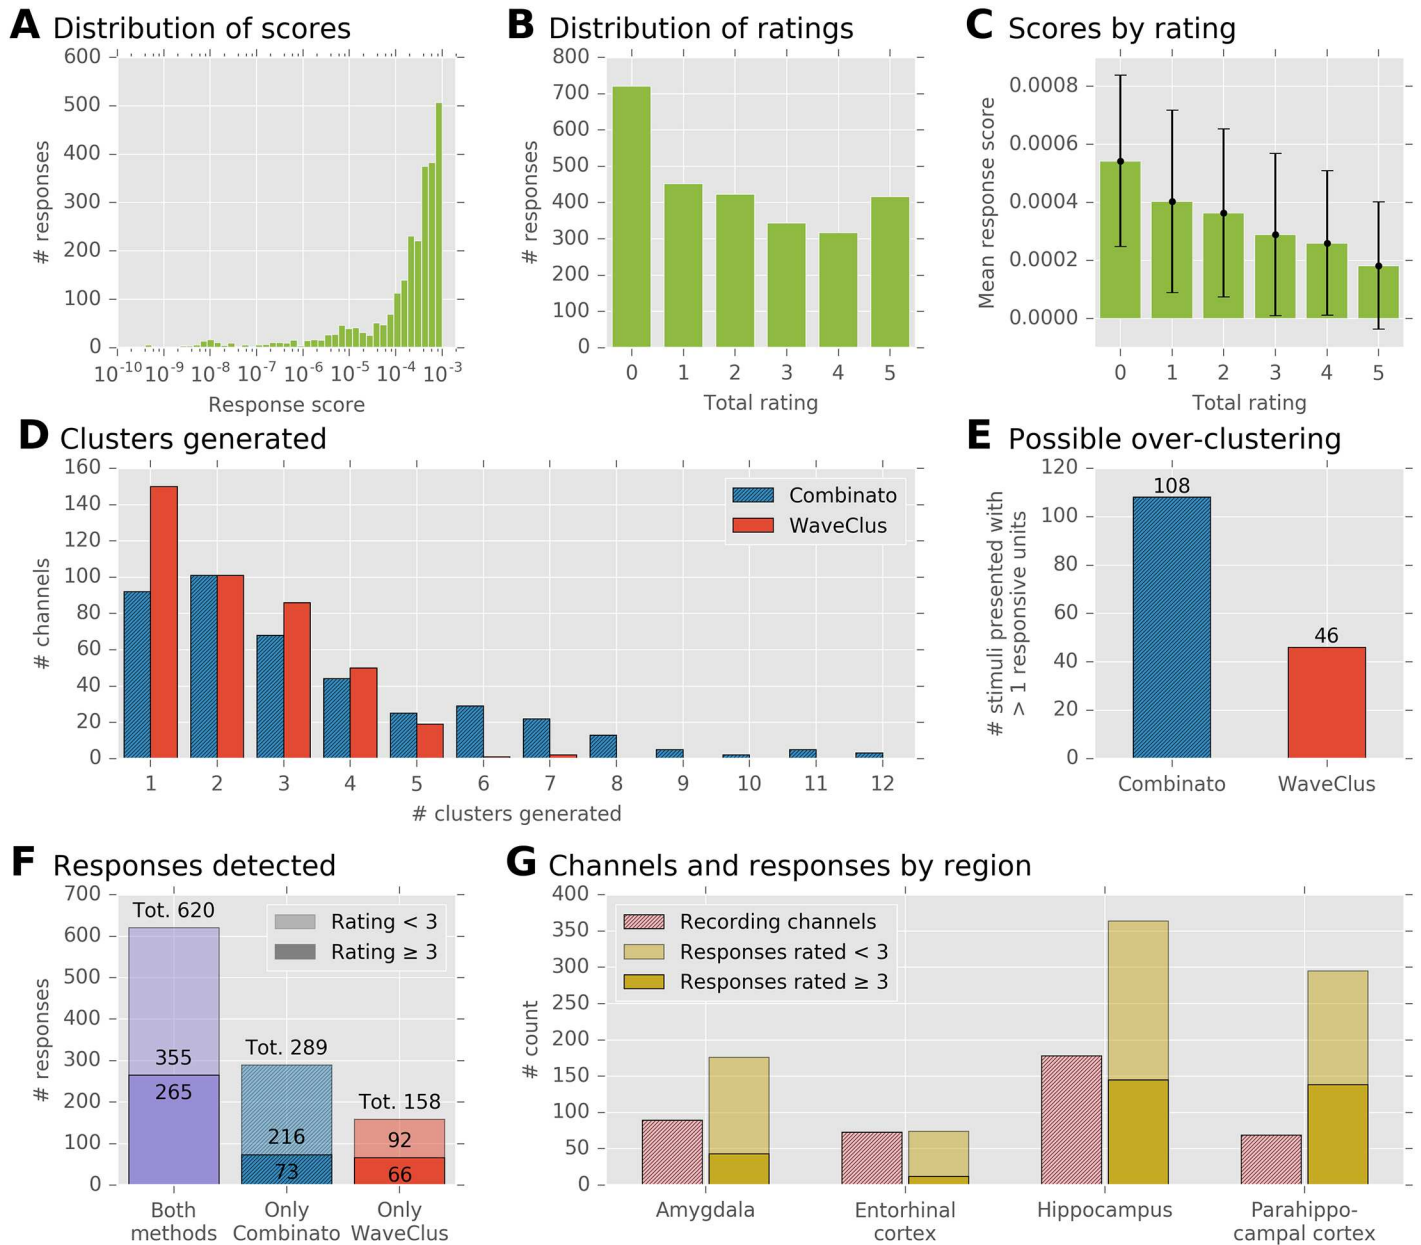 A Distribution of scores
600
500
400
300
200
100
0
# responses
10-10 10-9 10-8 10-7 10-6 10-5 10-4 10-3
Response score
B Distribution of ratings
800
700
600
500
400
300
200
100
0
# responses
0 1 2 3 4 5
Total rating
C Scores by rating
0.0008
0.0006
0.0004
0.0002
0.0000
Mean response score
0 1 2 3 4 5
Total rating
D Clusters generated
160
140
120
100
80
60
40
20
0
# channels
Combinato
WaveClus
1 2 3 4 5 6 7 8 9 10 11 12
# clusters generated
E Possible over-clustering
120
100
80
60
40
20
0
# stimuli presented with
> 1 responsive units
108
46
Combinato WaveClus
F Responses detected
700
600
500
400
300
200
100
0
# responses
Rating < 3
Rating ≥ 3
Tot. 620
355
265
Tot. 289
216
73
Tot. 158
92
66
Both
methods
Only
Combinato
Only
WaveClus
G Channels and responses by region
400
350
300
250
200
150
100
50
0
# count
Recording channels
Responses rated < 3
Responses rated ≥ 3
Amygdala
Entorhinal
cortex
Hippocampus
Parahippo-
campal cortex